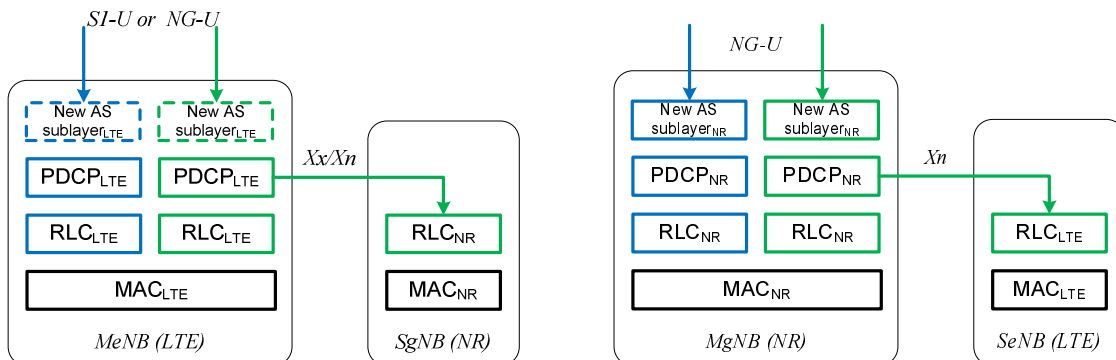 S1-U or NG-U
New AS
sublayerLTE
New AS
sublayerLTE
PDCPLTE
PDCPLTE
Xx/Xn
RLCLTE
RLCLTE
RLCNR
MACLTE
MACNR
MeNB (LTE)
SgNB (NR)
NG-U
New AS
sublayerNR
New AS
sublayerNR
PDCPNR
PDCPNR
Xn
RLCNR
RLCNR
RLCLTE
MACNR
MACLTE
MgNB (NR)
SeNB (LTE)